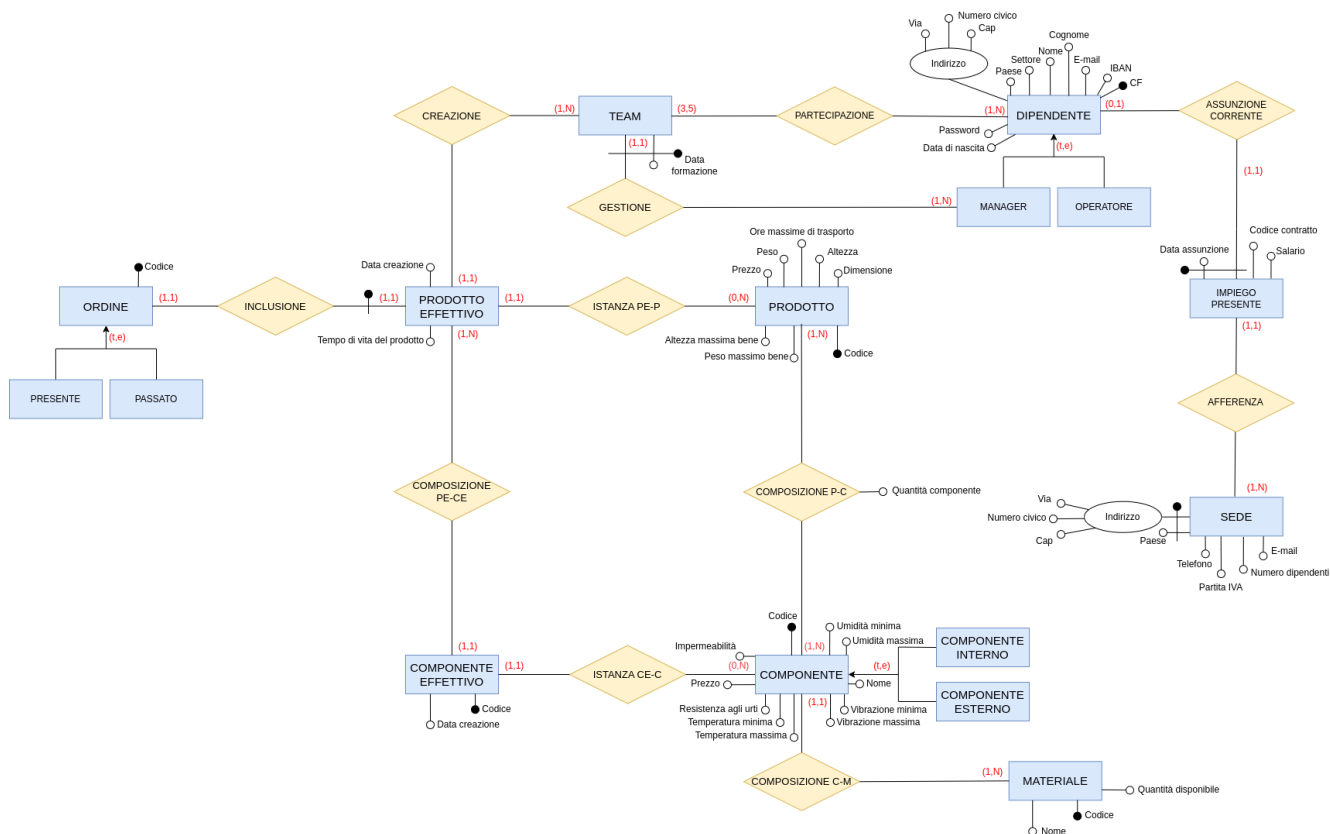 Numero civico
Via
Cap
Cognome
Nome
Settore
E-mail
Paese
IBAN
CF
Indirizzo
CREAZIONE
(1,N)
TEAM
(3,5)
PARTECIPAZIONE
(1,N)
DIPENDENTE
(0,1)
ASSUNZIONE
CORRENTE
Password
Data di nascita
(1,1)
Data
formazione
(t,e)
(1,1)
GESTIONE
(1,N)
MANAGER
OPERATORE
Ore massime di trasporto
Codice contratto
Data assunzione
Salario
Codice
Data creazione
Peso
Altezza
Prezzo
Dimensione
(1,1)
ORDINE
(1,1)
INCLUSIONE
(1,1)
PRODOTTO
EFFETTIVO
(1,1)
ISTANZA PE-P
(0,N)
PRODOTTO
IMPIEGO
PRESENTE
(t,e)
Tempo di vita del prodotto
(1,N)
Altezza massima bene
(1,N)
Peso massimo bene
Codice
(1,1)
PRESENTE
PASSATO
AFFERENZA
COMPOSIZIONE
PE-CE
COMPOSIZIONE P-C
Quantità componente
(1,N)
Via
Numero civico
Cap
Indirizzo
Paese
SEDE
Telefono
Partita IVA
Numero dipendenti
E-mail
(1,1)
Codice
Umidità minima
Impermeabilità
(1,N)
Umidità massima
COMPONENTE
INTERNO
COMPONENTE
EFFETTIVO
(1,1)
ISTANZA CE-C
(0,N)
COMPONENTE
(t,e)
Prezzo
Nome
COMPONENTE
ESTERNO
Codice
Data creazione
Resistenza agli urti
Temperatura minima
Temperatura massima
(1,1)
Vibrazione minima
Vibrazione massima
COMPOSIZIONE C-M
(1,N)
MATERIALE
Quantità disponibile
Codice
Nome